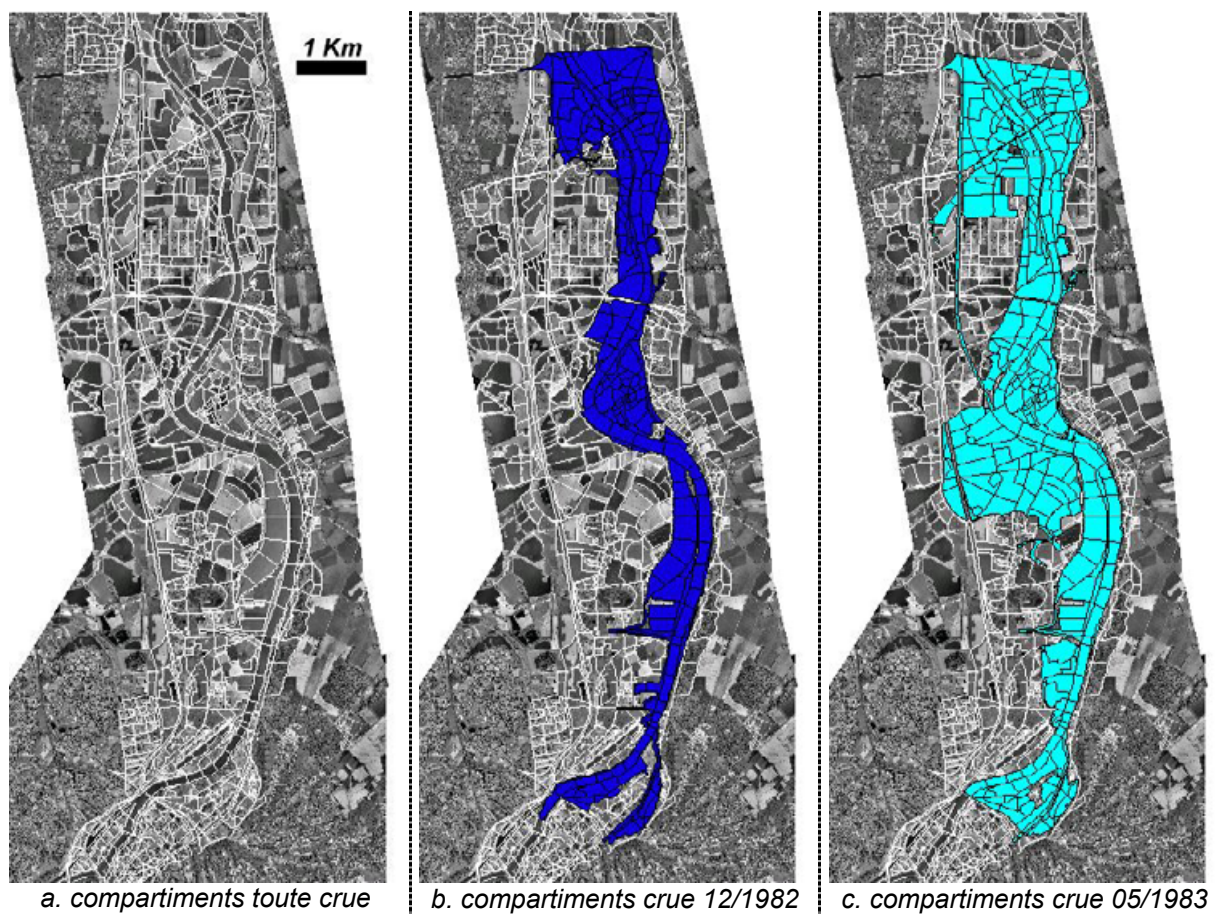 1 Km
a. compartiments toute crue
b. compartiments crue 12/1982
c. compartiments crue 05/1983